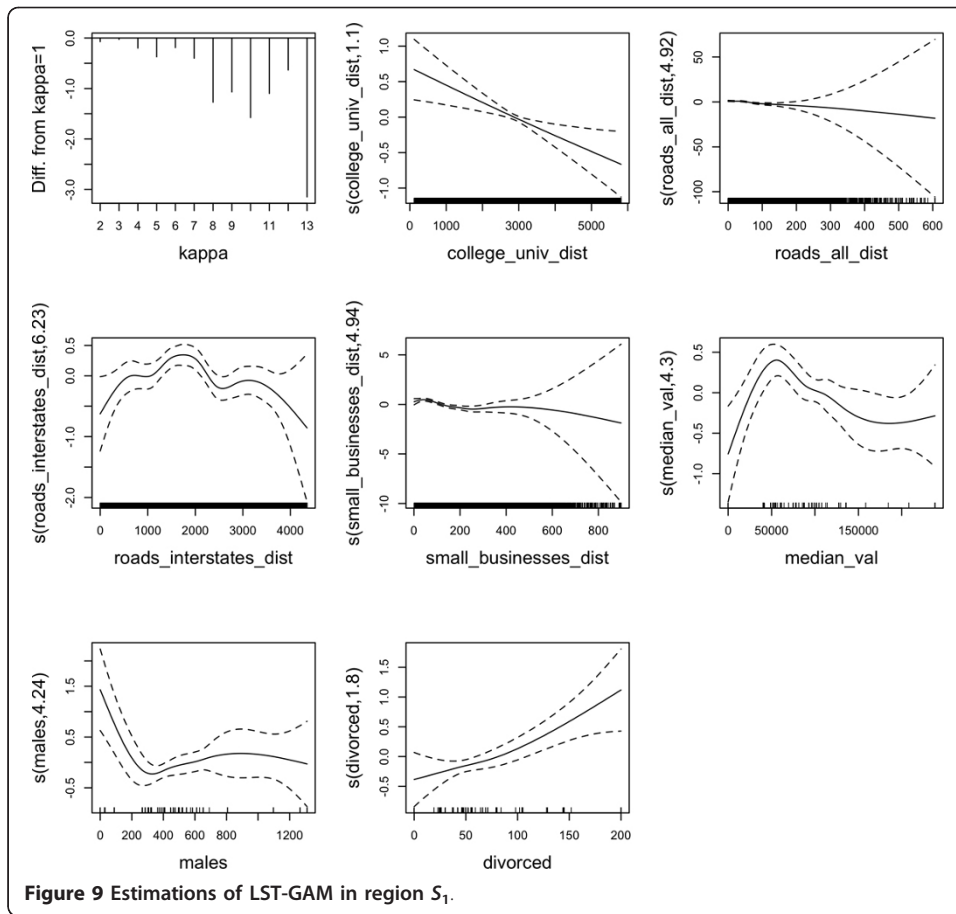 Diff. from kappa=1
0.0
-1.0
-2.0
-3.0
2 3 4 5 6 7 8 9 11 13
kappa
s(college_univ_dist,1.1)
1.0
0.5
0.0
-0.5
-1.0
0 1000 3000 5000
college_univ_dist
s(roads_all_dist,4.92)
50
0
-50
-100
0 100 200 300 400 500 600
roads_all_dist
s(roads_interstates_dist,6.23)
0.5
0.0
-1.0
-2.0
0 1000 2000 3000 4000
roads_interstates_dist
s(small_businesses_dist,4.94)
5
0
-5
-10
0 200 400 600 800
small_businesses_dist
s(median_val,4.3)
0.5
0.0
-0.5
-1.0
0 50000 150000
median_val
s(males,4.24)
1.5
0.5
-0.5
0 200 400 600 800 1200
males
s(divorced,1.8)
1.5
1.0
0.5
0.0
-0.5
0 50 100 150 200
divorced
Figure 9 Estimations of LST-GAM in region S1.